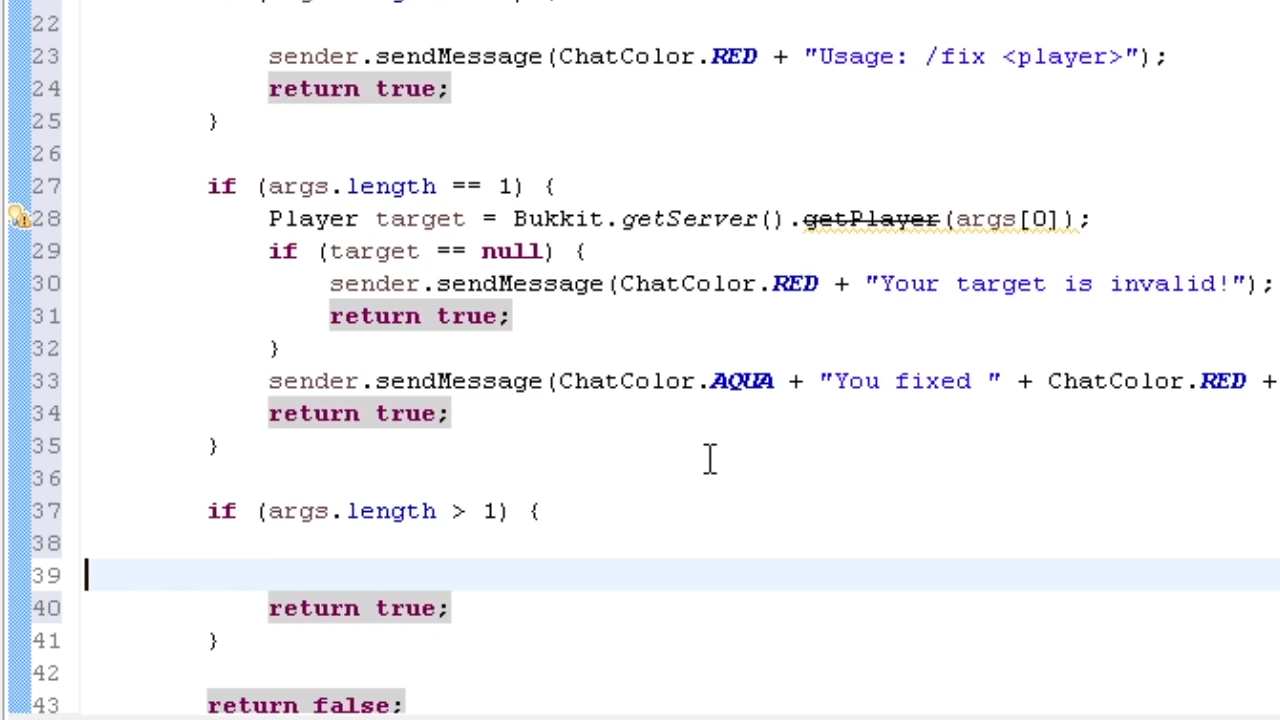 22
23 sender.sendMessage(ChatColor.RED + "Usage: /fix <player>");
24 return true;
25 }
26
27 if (args.length == 1) {
28 Player target = Bukkit.getServer().getPlayer(args[0]);
29 if (target == null) {
30 sender.sendMessage(ChatColor.RED + "Your target is invalid!");
31 return true;
32 }
33 sender.sendMessage(ChatColor.AQUA + "You fixed " + ChatColor.RED +
34 return true;
35 }
36
37 if (args.length > 1) {
38
39
40 return true;
41 }
42
43 return false;